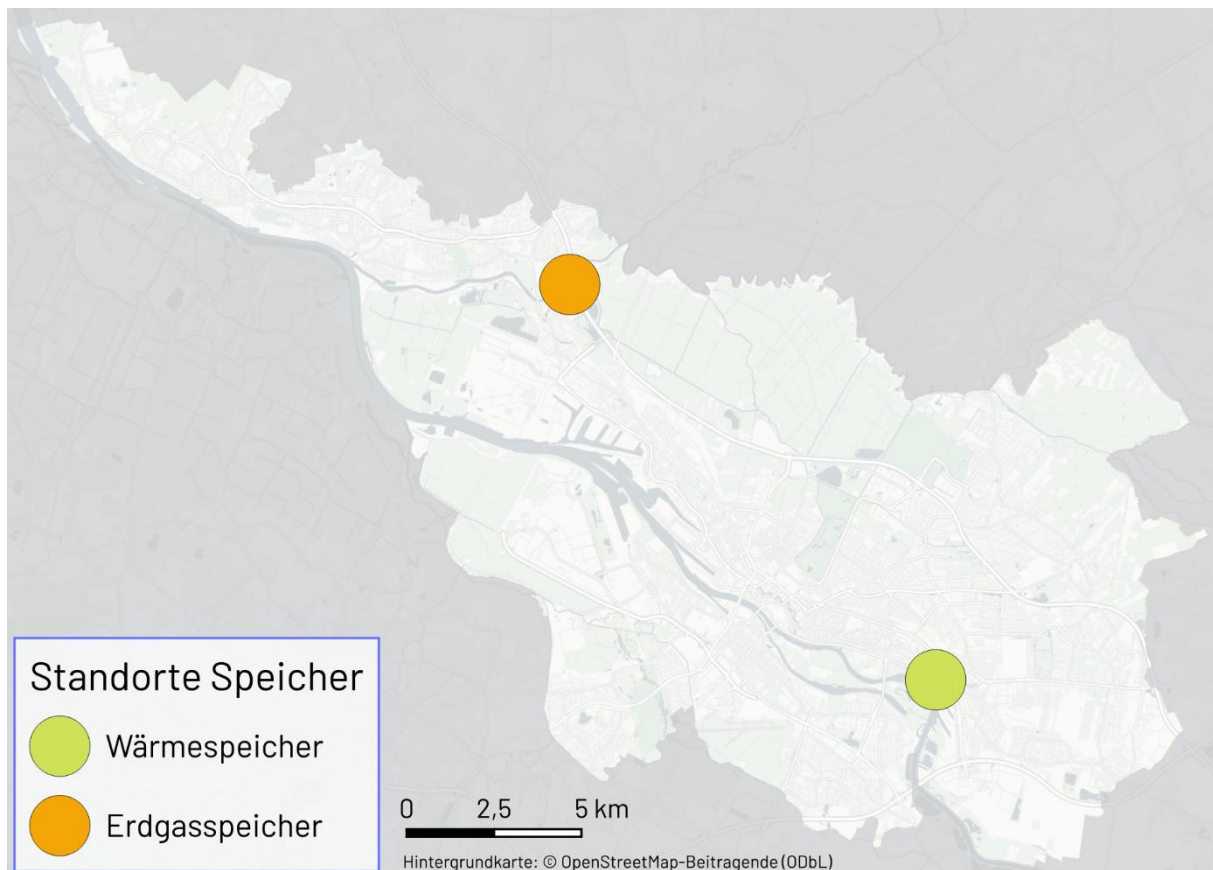 Standorte Speicher
Wärmespeicher
Erdgasspeicher
0 2,5 5 km
Hintergrundkarte: © OpenStreetMap-Beitragende (ODbL)